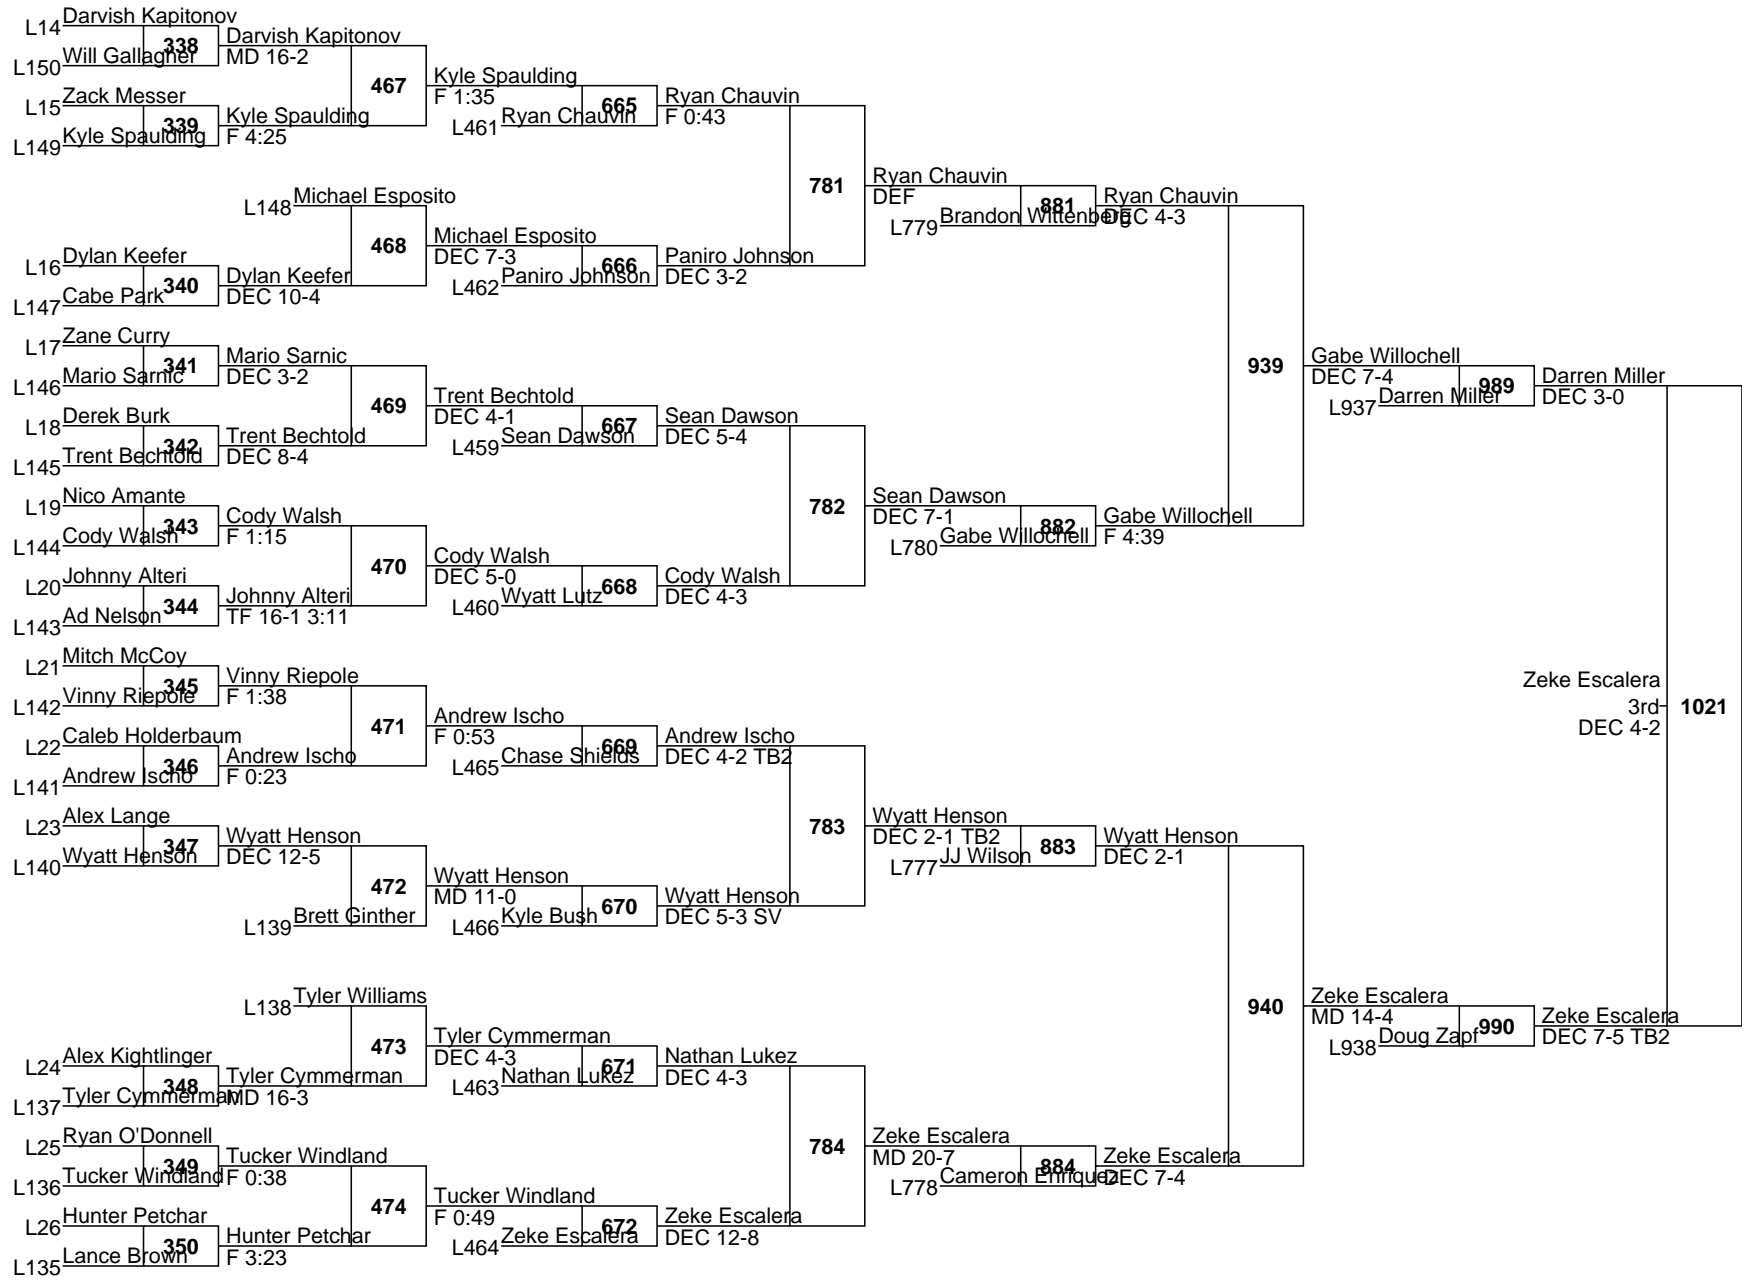 Darvish Kapitonov
L14
338
Darvish Kapitonov
MD 16-2
Will Gallagher
L150
467
Kyle Spaulding
F 1:35
Zack Messer
L15
339
Kyle Spaulding
F 4:25
Kyle Spaulding
L149
665
Ryan Chauvin
F 0:43
Ryan Chauvin
L461
781
Ryan Chauvin
DEF
Michael Esposito
L148
468
Michael Esposito
DEC 7-3
Dylan Keefer
L16
340
Dylan Keefer
DEC 10-4
Cabe Park
L147
666
Paniro Johnson
DEC 3-2
Paniro Johnson
L462
881
Ryan Chauvin
DEC 4-3
Brandon Wittenberg
L779
Zane Curry
L17
341
Mario Sarnic
DEC 3-2
Mario Sarnic
L146
469
Trent Bechtold
DEC 4-1
Derek Burk
L18
342
Trent Bechtold
DEC 8-4
Trent Bechtold
L145
667
Sean Dawson
DEC 5-4
Sean Dawson
L459
939
Gabe Willochell
DEC 7-4
989
Darren Miller
DEC 3-0
Darren Miller
L937
Nico Amante
L19
343
Cody Walsh
F 1:15
Cody Walsh
L144
470
Cody Walsh
DEC 5-0
Johnny Alteri
L20
344
Johnny Alteri
TF 16-1 3:11
Ad Nelson
L143
668
Cody Walsh
DEC 4-3
Wyatt Lutz
L460
782
Sean Dawson
DEC 7-1
882
Gabe Willochell
F 4:39
Gabe Willochell
L780
Mitch McCoy
L21
345
Vinny Riepole
F 1:38
Vinny Riepole
L142
471
Andrew Ischo
F 0:53
Caleb Holderbaum
L22
346
Andrew Ischo
F 0:23
Andrew Ischo
L141
669
Andrew Ischo
DEC 4-2 TB2
Chase Shields
L465
Zeke Escalera
3rd
DEC 4-2
1021
Alex Lange
L23
347
Wyatt Henson
DEC 12-5
Wyatt Henson
L140
783
Wyatt Henson
DEC 2-1 TB2
883
Wyatt Henson
DEC 2-1
JJ Wilson
L777
472
Wyatt Henson
MD 11-0
Brett Ginther
L139
670
Wyatt Henson
DEC 5-3 SV
Kyle Bush
L466
Tyler Williams
L138
473
Tyler Cymmerman
DEC 4-3
Alex Kightlinger
L24
348
Tyler Cymmerman
MD 16-3
Tyler Cymmerman
L137
671
Nathan Lukez
DEC 4-3
Nathan Lukez
L463
940
Zeke Escalera
MD 14-4
990
Zeke Escalera
DEC 7-5 TB2
Doug Zapf
L938
Ryan O'Donnell
L25
349
Tucker Windland
F 0:38
Tucker Windland
L136
784
Zeke Escalera
MD 20-7
884
Zeke Escalera
DEC 7-4
Cameron Enriquez
L778
474
Tucker Windland
F 0:49
Hunter Petchar
L26
350
Hunter Petchar
F 3:23
Lance Brown
L135
672
Zeke Escalera
DEC 12-8
Zeke Escalera
L464